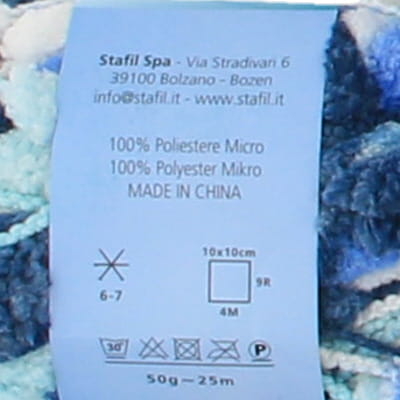 Stafil Spa - Via Stradivari 6
39100 Bolzano - Bozen
info@stafil.it - www.stafil.it
100% Poliestere Micro
100% Polyester Mikro
MADE IN CHINA
10x10cm
9R
6-7
4M
30° P
50g—25m